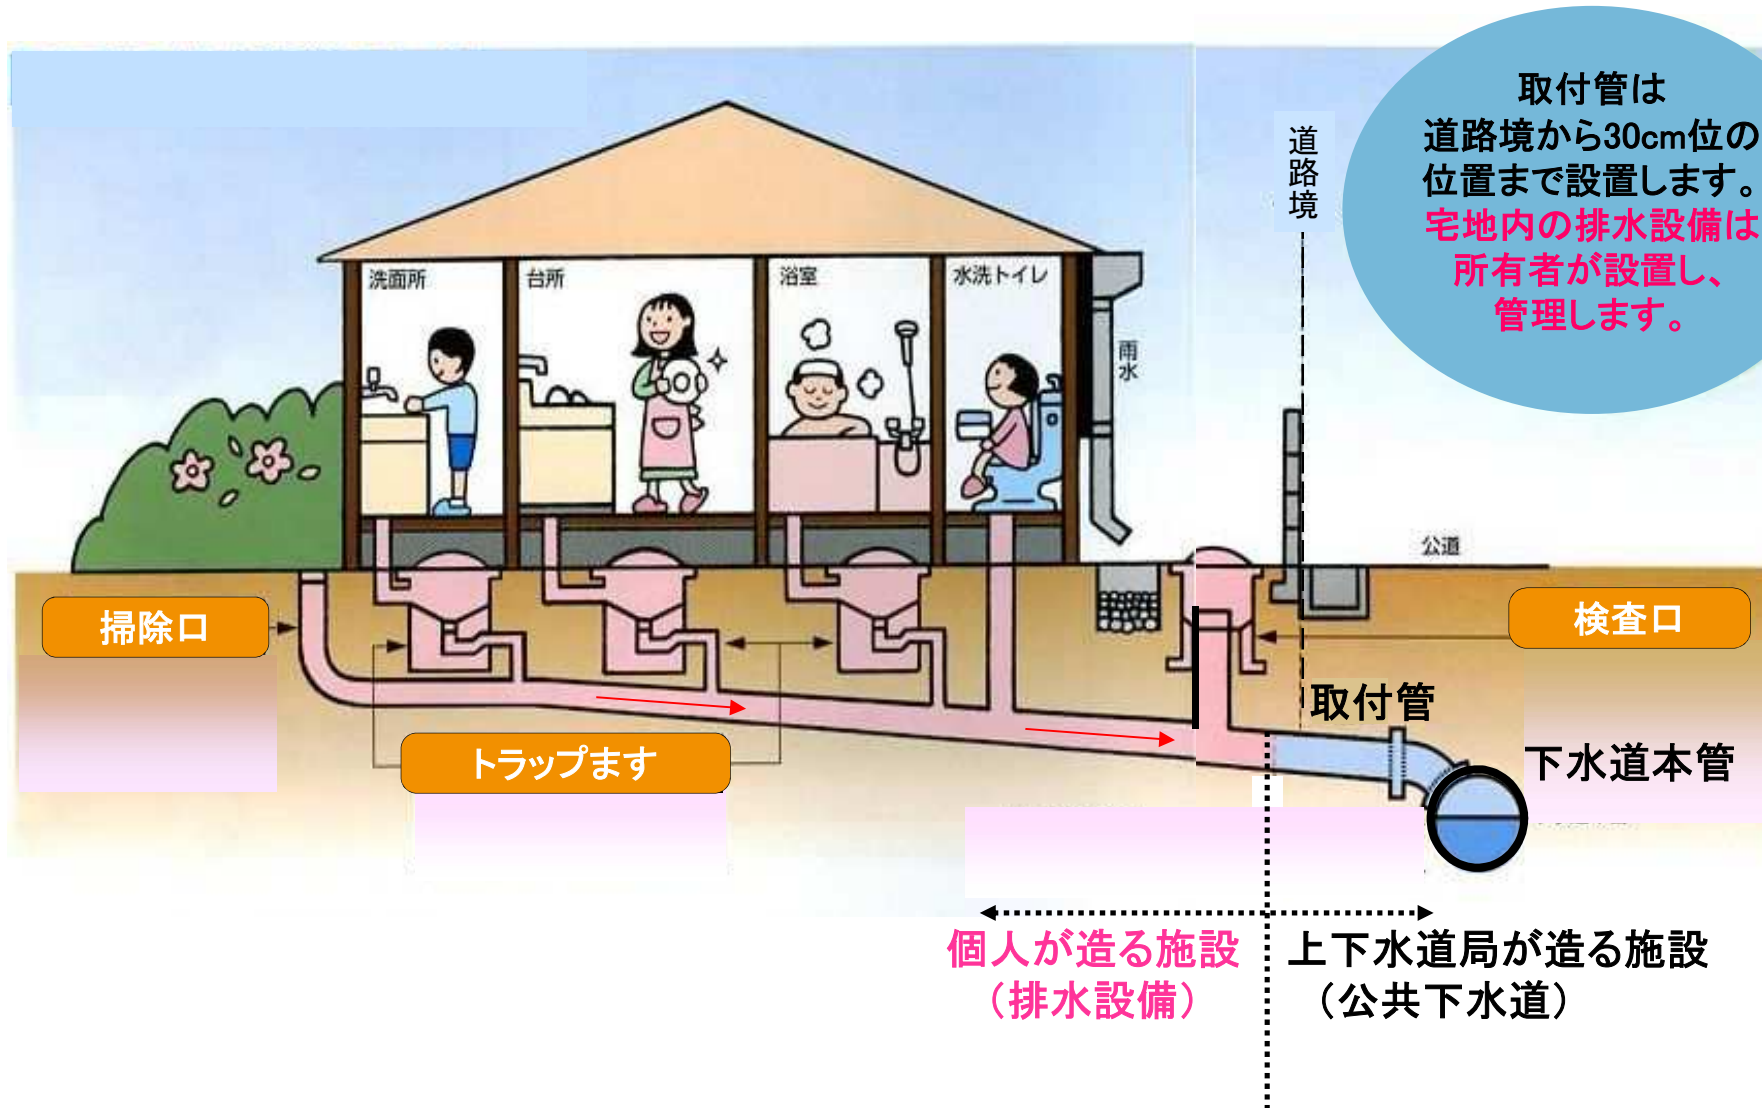 取付管は
道路境から30cm位の
位置まで設置します。
宅地内の排水設備は
所有者が設置し、
管理します。
道路境
洗面所
台所
浴室
水洗トイレ
雨水
公道
掃除口
検査口
取付管
トラップます
下水道本管
個人が造る施設
（排水設備）
上下水道局が造る施設
（公共下水道）